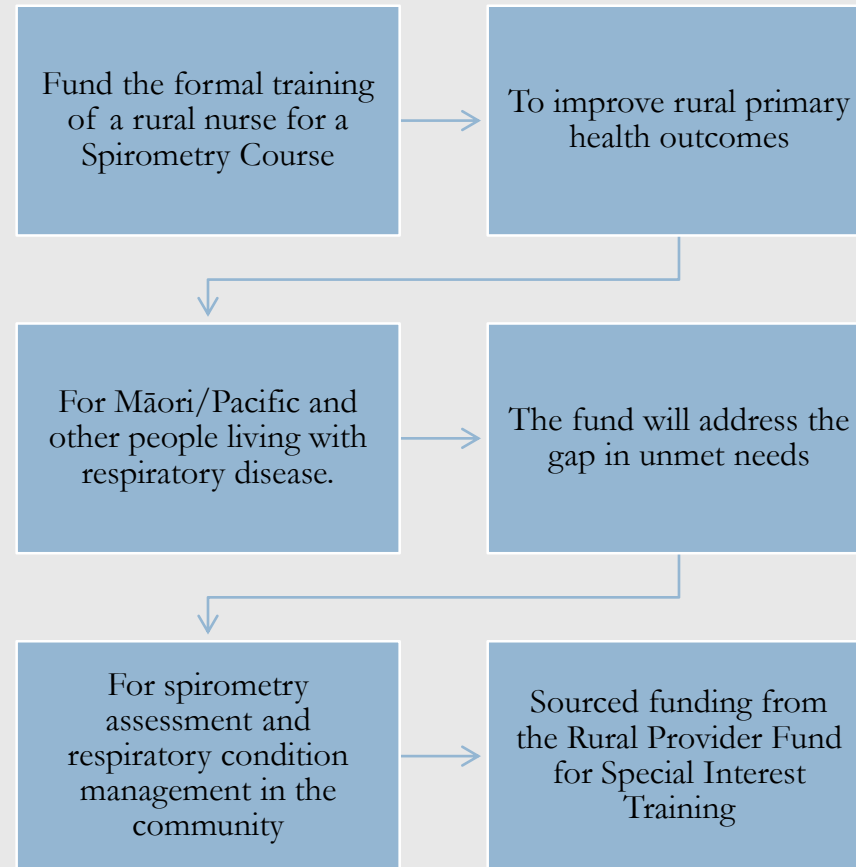 Fund the formal training
of a rural nurse for a
Spirometry Course
To improve rural primary
health outcomes
For Māori/Pacific and
other people living with
respiratory disease.
The fund will address the
gap in unmet needs
For spirometry
assessment and
respiratory condition
management in the
community
Sourced funding from
the Rural Provider Fund
for Special Interest
Training